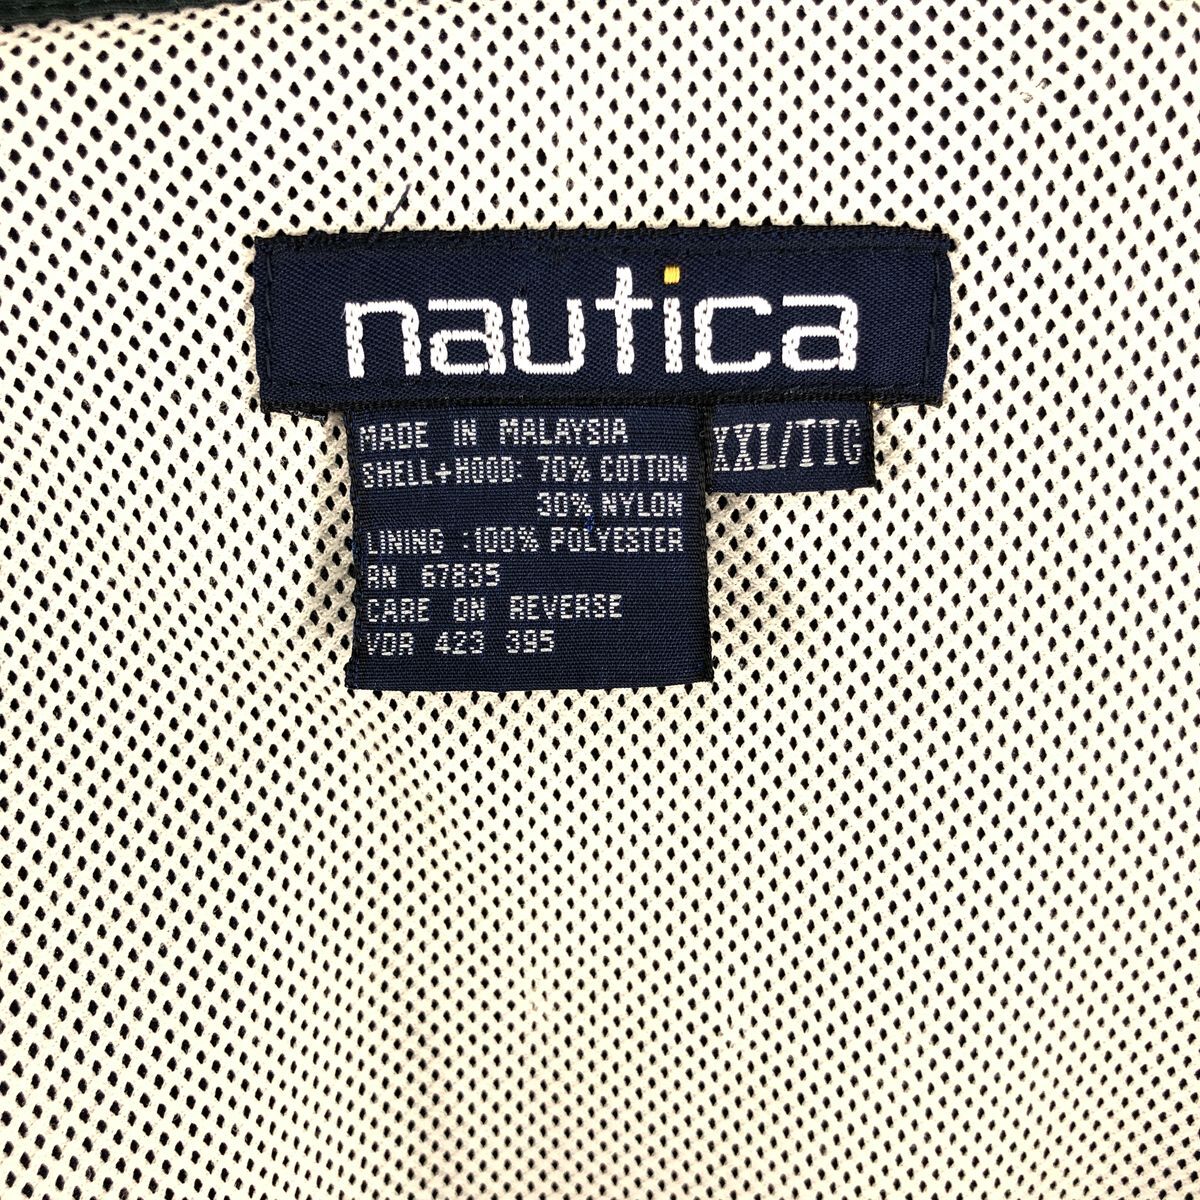 nautica
MADE IN MALAYSIA
SHELL+HOOD: 70% COTTON
30% NYLON
LINING :100% POLYESTER
RN 67835
CARE ON REVERSE
VDR 423 395
XXL/TTG